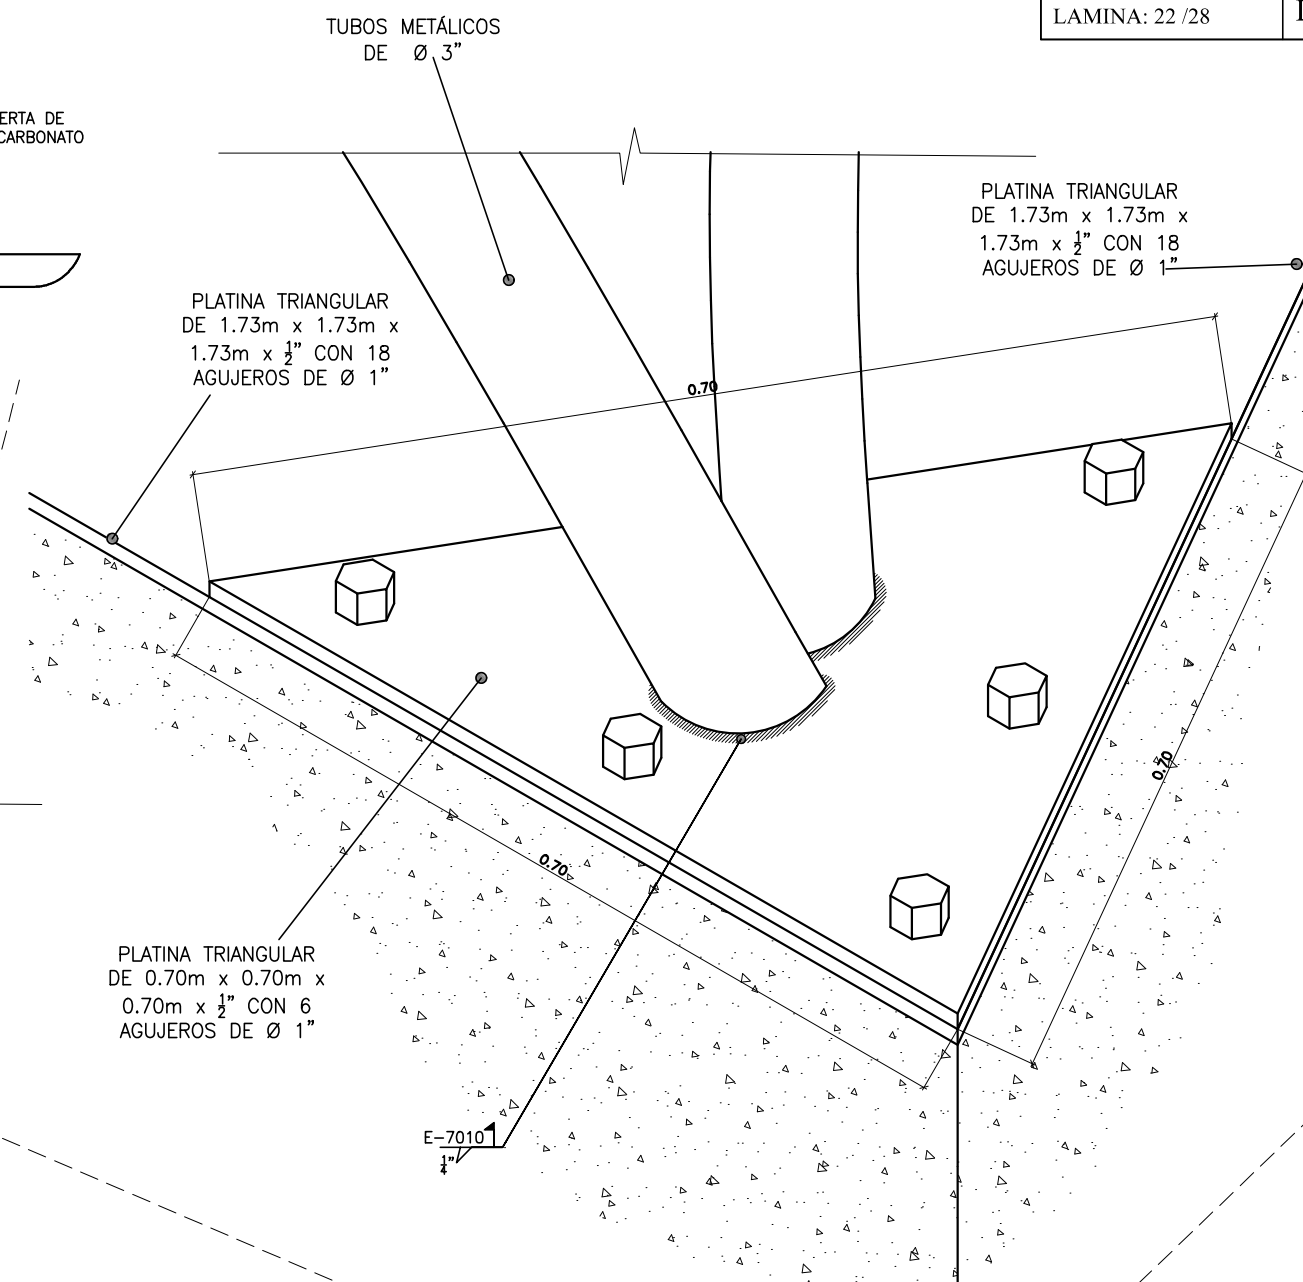 TUBOS METÁLICOS
DE Ø 3"
LAMINA: 22 /28
ERTA DE
CARBONATO
PLATINA TRIANGULAR
DE 1.73m x 1.73m x
1.73m x ½" CON 18
AGUJEROS DE Ø 1"
PLATINA TRIANGULAR
DE 1.73m x 1.73m x
1.73m x ½" CON 18
AGUJEROS DE Ø 1"
0.70
0.70
0.70
PLATINA TRIANGULAR
DE 0.70m x 0.70m x
0.70m x ½" CON 6
AGUJEROS DE Ø 1"
E-7010
¼"